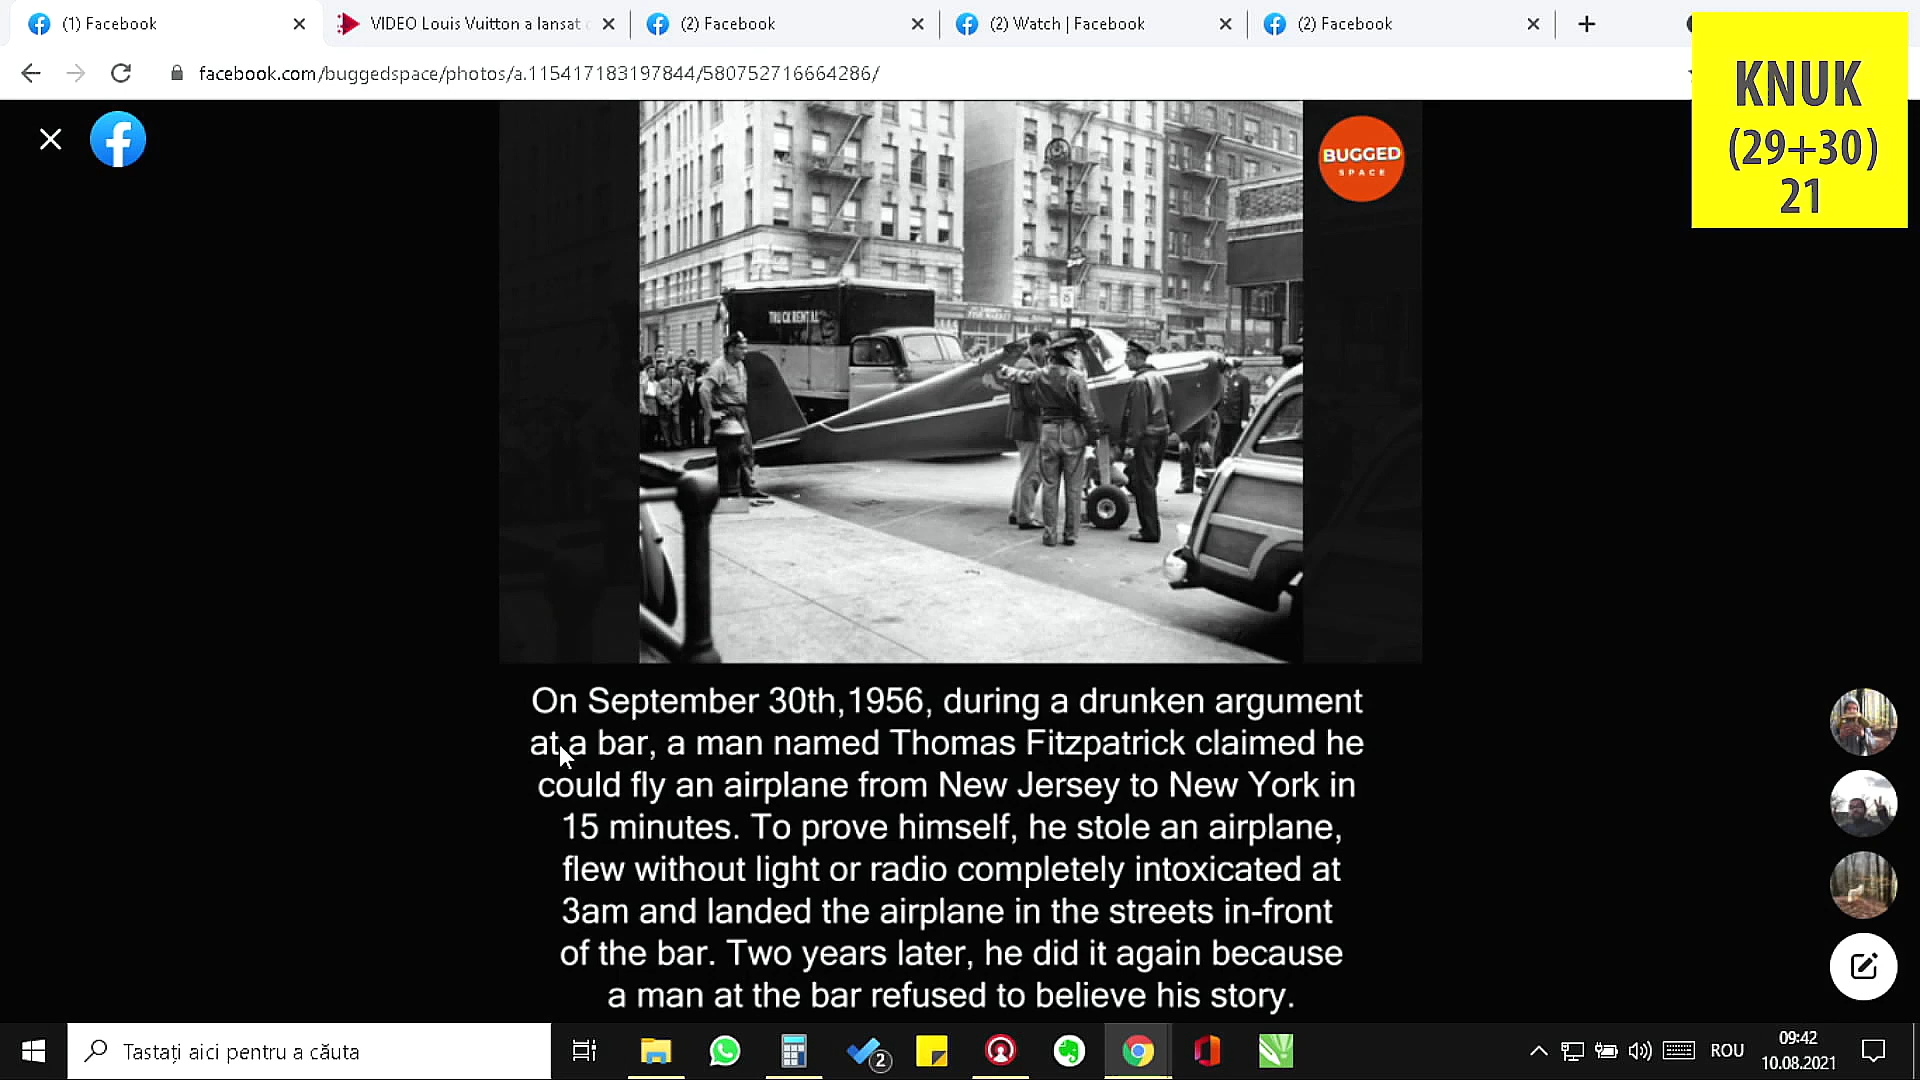 (1) Facebook
VIDEO Louis Vuitton a lansat
(2) Facebook
(2) Watch | Facebook
(2) Facebook
facebook.com/buggedspace/photos/a.115417183197844/580752716664286/
KNUK
(29+30)
21
BUGGED
SPACE
TRUCK RENTAL
On September 30th,1956, during a drunken argument
at a bar, a man named Thomas Fitzpatrick claimed he
could fly an airplane from New Jersey to New York in
15 minutes. To prove himself, he stole an airplane,
flew without light or radio completely intoxicated at
3am and landed the airplane in the streets in-front
of the bar. Two years later, he did it again because
a man at the bar refused to believe his story.
Tastați aici pentru a căuta
2
ROU
09:42
10.08.2021